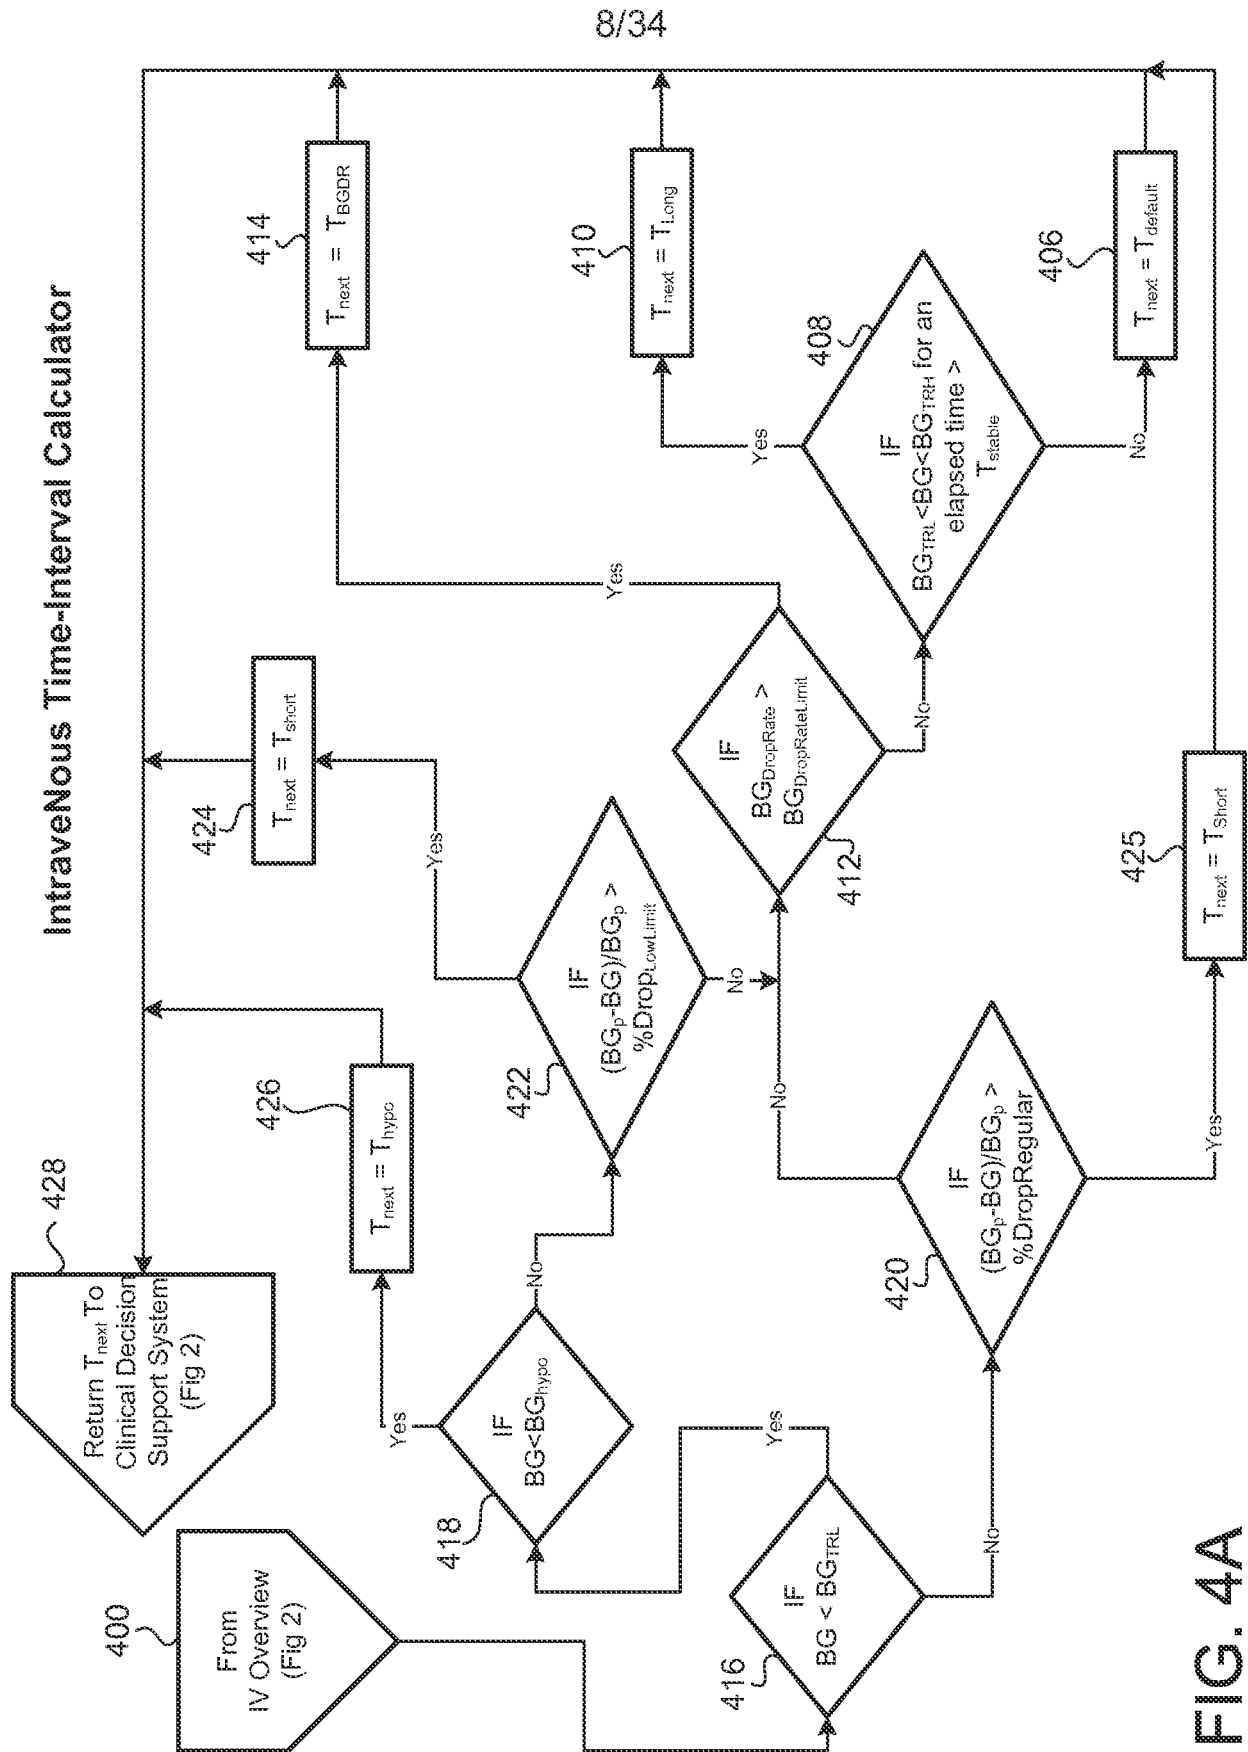 8/34
IntraveNous Time-Interval Calculator
400
From
IV Overview
(Fig 2)
428
Return Tnext To
Clinical Decision
Support System
(Fig 2)
416
IF
BG < BGTRL
Yes
No
418
IF
BG<BGhypo
Yes
No
426
Tnext = Thypo
422
IF
(BGp-BG)/BGp >
%DropLowLimit
Yes
No
424
Tnext = Tshort
420
IF
(BGp-BG)/BGp >
%DropRegular
No
Yes
425
Tnext = TShort
412
IF
BGDropRate >
BGDropRateLimit
Yes
No
414
Tnext = TBGDR
408
IF
BGTRL<BG<BGTRH for an
elapsed time >
Tstable
Yes
No
410
Tnext = TLong
406
Tnext = Tdefault
FIG. 4A